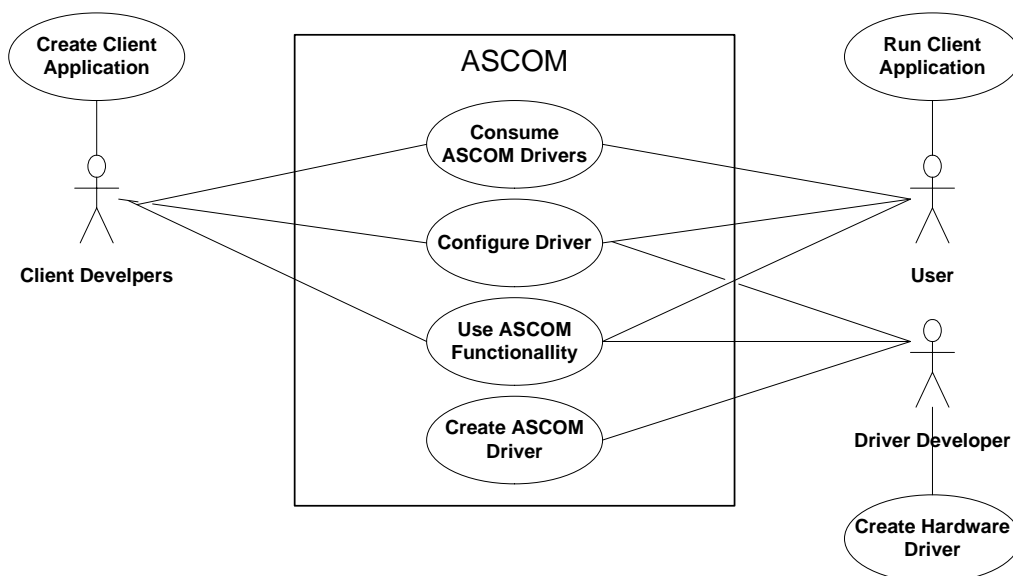 Create Client
Application
ASCOM
Run Client
Application
Consume
ASCOM Drivers
Configure Driver
Client Develpers
User
Use ASCOM
Functionallity
Create ASCOM
Driver
Driver Developer
Create Hardware
Driver